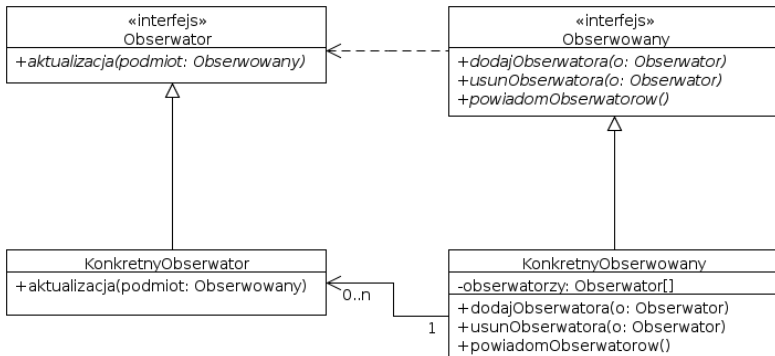 «interfejs»
Obserwator
+aktualizacja(podmiot: Obserwowany)
«interfejs»
Obserwowany
+dodajObserwatora(o: Obserwator)
+usunObserwatora(o: Obserwator)
+powiadomObserwatorow()
KonkretnyObserwator
+aktualizacja(podmiot: Obserwowany)
0..n
1
KonkretnyObserwowany
-obserwatorzy: Obserwator[]
+dodajObserwatora(o: Obserwator)
+usunObserwatora(o: Obserwator)
+powiadomObserwatorow()